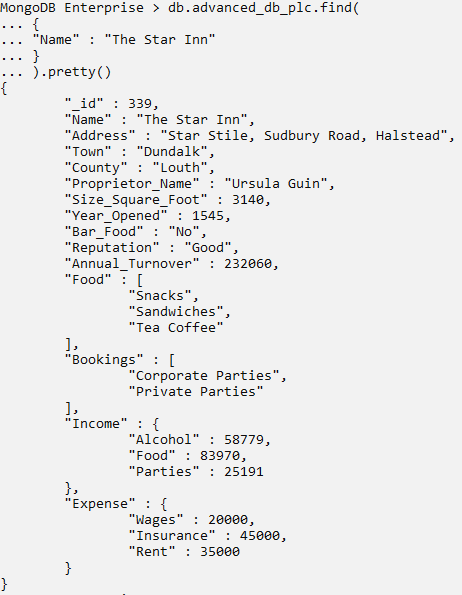 MongoDB Enterprise > db.advanced_db_plc.find(
... {
... "Name" : "The Star Inn"
... }
... ).pretty()
{
        "_id" : 339,
        "Name" : "The Star Inn",
        "Address" : "Star Stile, Sudbury Road, Halstead",
        "Town" : "Dundalk",
        "County" : "Louth",
        "Proprietor_Name" : "Ursula Guin",
        "Size_Square_Foot" : 3140,
        "Year_Opened" : 1545,
        "Bar_Food" : "No",
        "Reputation" : "Good",
        "Annual_Turnover" : 232060,
        "Food" : [
                "Snacks",
                "Sandwiches",
                "Tea Coffee"
        ],
        "Bookings" : [
                "Corporate Parties",
                "Private Parties"
        ],
        "Income" : {
                "Alcohol" : 58779,
                "Food" : 83970,
                "Parties" : 25191
        },
        "Expense" : {
                "Wages" : 20000,
                "Insurance" : 45000,
                "Rent" : 35000
        }
}